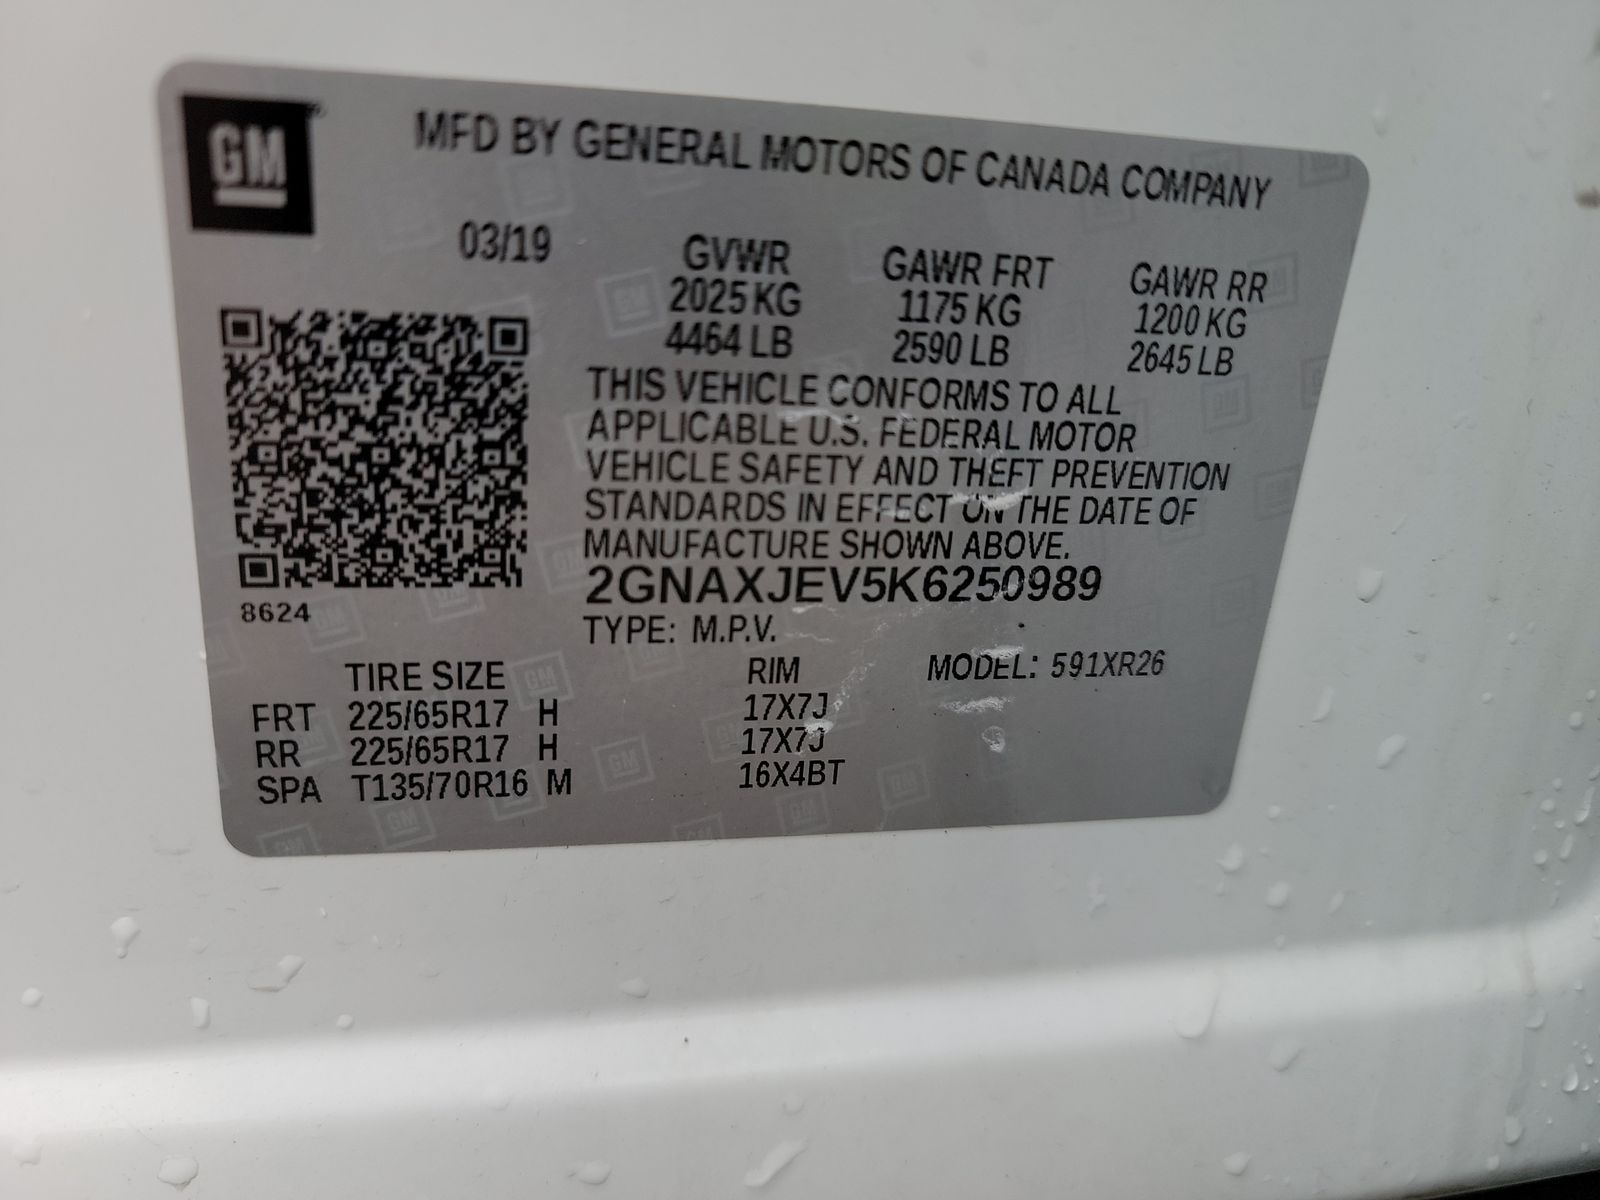 GM
MFD BY GENERAL MOTORS OF CANADA COMPANY
03/19
GVWR GAWR FRT GAWR RR
2025 KG 1175 KG 1200 KG
4464 LB 2590 LB 2645 LB
THIS VEHICLE CONFORMS TO ALL
APPLICABLE U.S. FEDERAL MOTOR
VEHICLE SAFETY AND THEFT PREVENTION
STANDARDS IN EFFECT ON THE DATE OF
MANUFACTURE SHOWN ABOVE.
2GNAXJEV5K6250989
8624
TYPE: M.P.V.
MODEL: 591XR26
TIRE SIZE RIM
FRT 225/65R17 H 17X7J
RR 225/65R17 H 17X7J
SPA T135/70R16 M 16X4BT